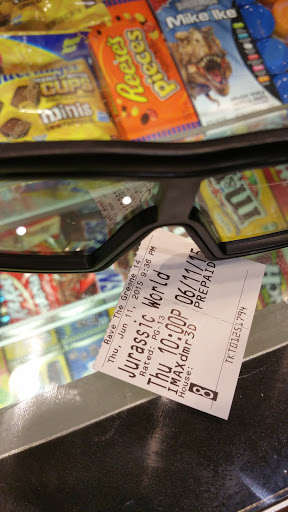 Reese's
Pieces
Mike and Ike
CUPS
minis
m&m's
Rave the Greene 14
Thu, Jun 11, 2015 9:36 PM
Jurassic World
Rated: PG-13
Thu 10:00P 06/11/15
IMAXdmr3D PREPAID
House: 8
TK10125794